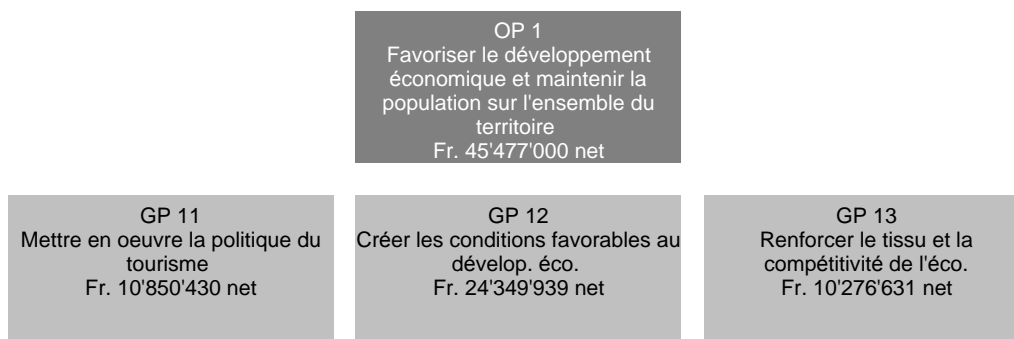 OP 1
Favoriser le développement
économique et maintenir la
population sur l'ensemble du
territoire
Fr. 45'477'000 net
GP 11
Mettre en oeuvre la politique du
tourisme
Fr. 10'850'430 net
GP 12
Créer les conditions favorables au
dévelop. éco.
Fr. 24'349'939 net
GP 13
Renforcer le tissu et la
compétitivité de l'éco.
Fr. 10'276'631 net